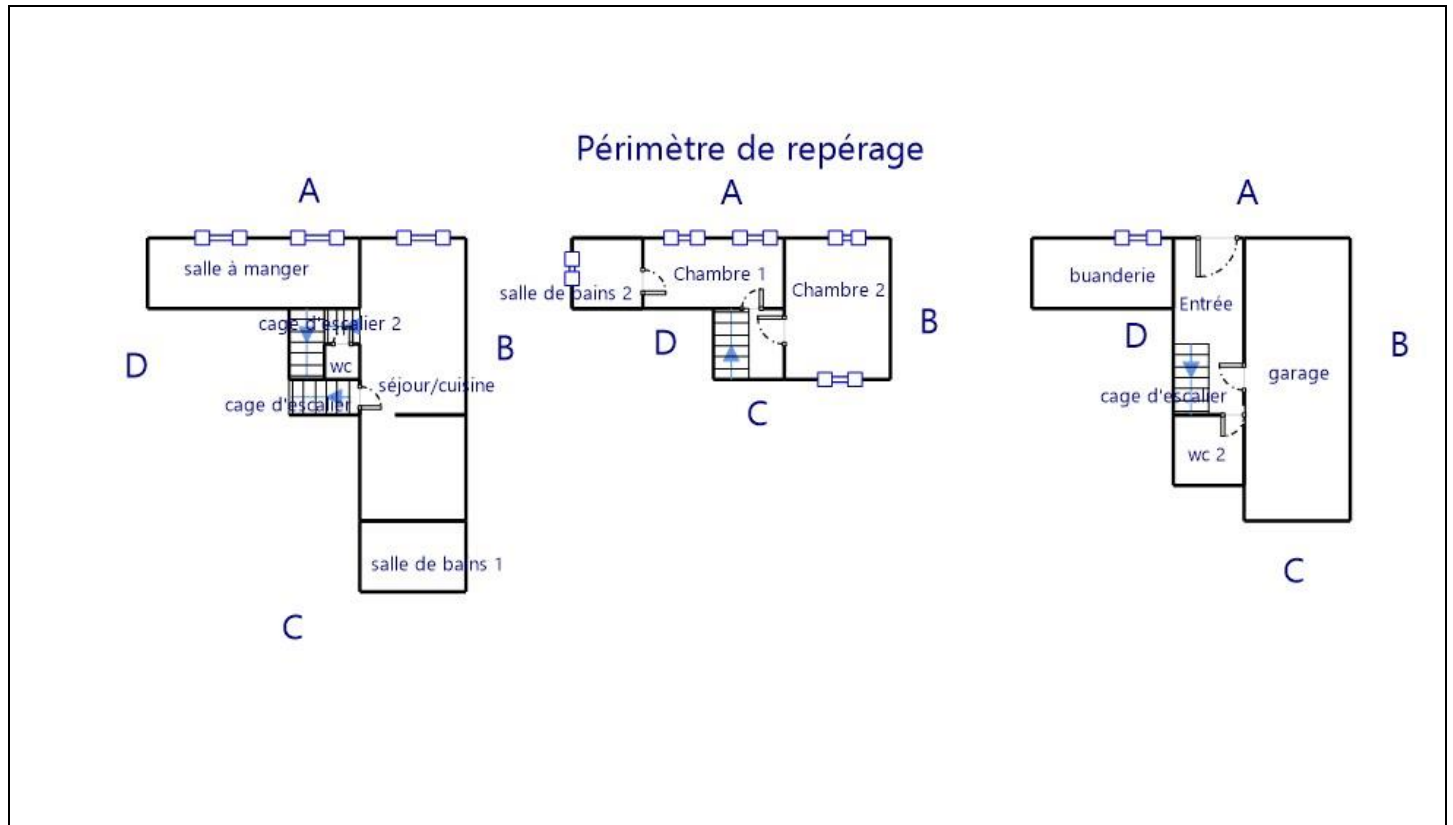 Périmètre de repérage
A
salle à manger
cage d'escalier 2
D
B
wc
séjour/cuisine
cage d'escalier
salle de bains 1
C
A
Chambre 1
salle de bains 2
Chambre 2
B
D
C
A
buanderie
Entrée
D
B
garage
cage d'escalier
wc 2
C